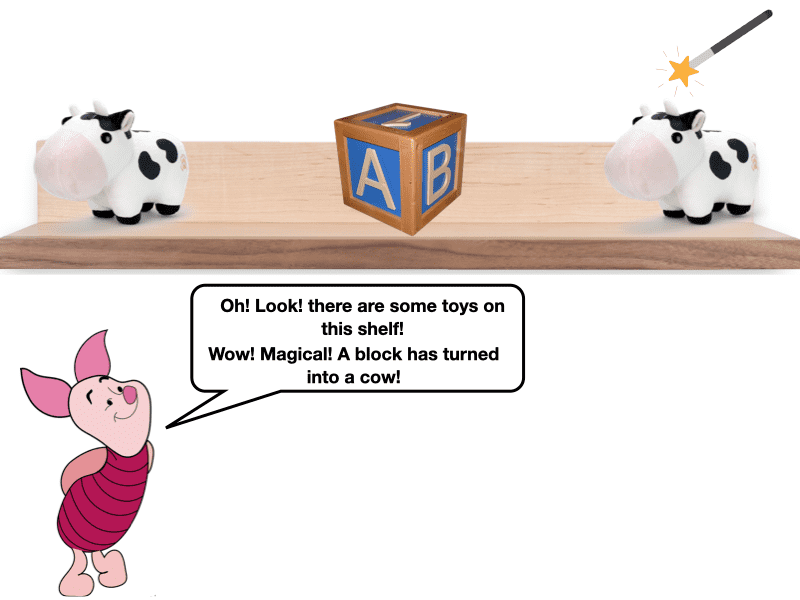 Z
A
B
Oh! Look! there are some toys on
this shelf!
Wow! Magical! A block has turned
into a cow!